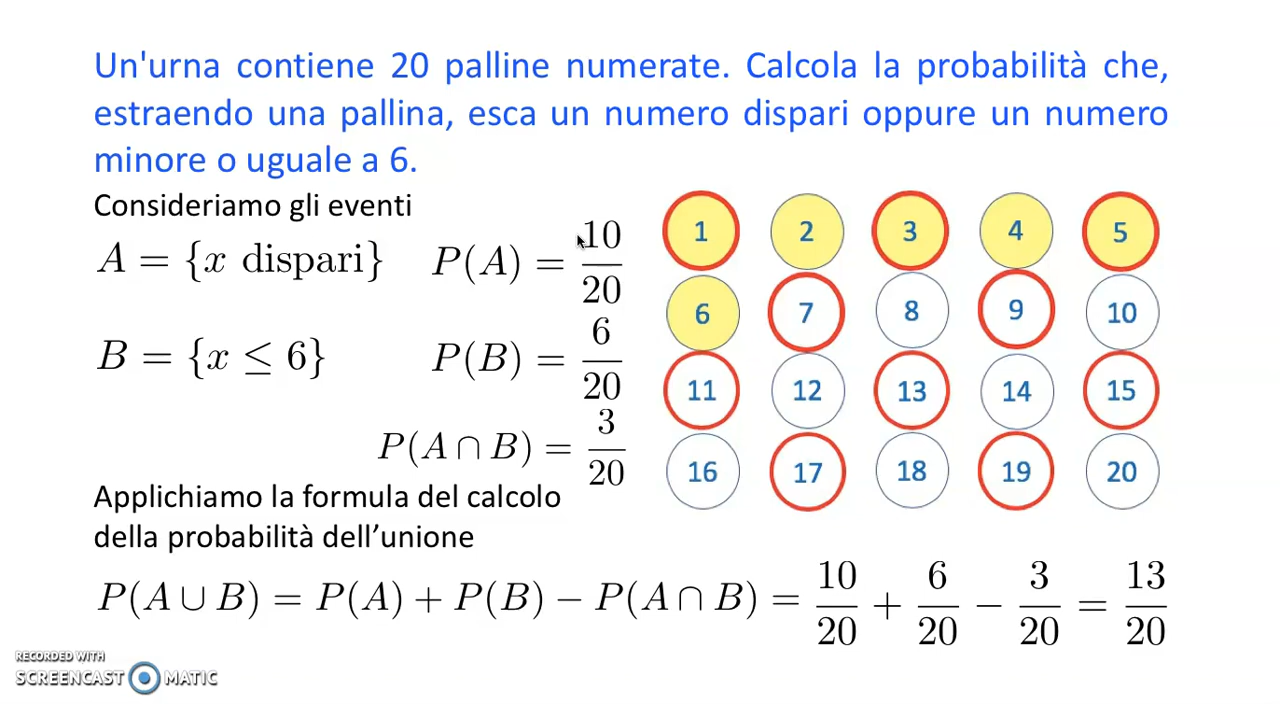 Un'urna contiene 20 palline numerate. Calcola la probabilità che,
estraendo una pallina, esca un numero dispari oppure un numero
minore o uguale a 6.
Consideriamo gli eventi
A = {x dispari} P(A) = 10/20
B = {x ≤ 6} P(B) = 6/20
P(A ∩ B) = 3/20
1 2 3 4 5
6 7 8 9 10
11 12 13 14 15
16 17 18 19 20
Applichiamo la formula del calcolo
della probabilità dell’unione
P(A ∪ B) = P(A) + P(B) − P(A ∩ B) = 10/20 + 6/20 − 3/20 = 13/20
RECORDED WITH
SCREENCAST MATIC